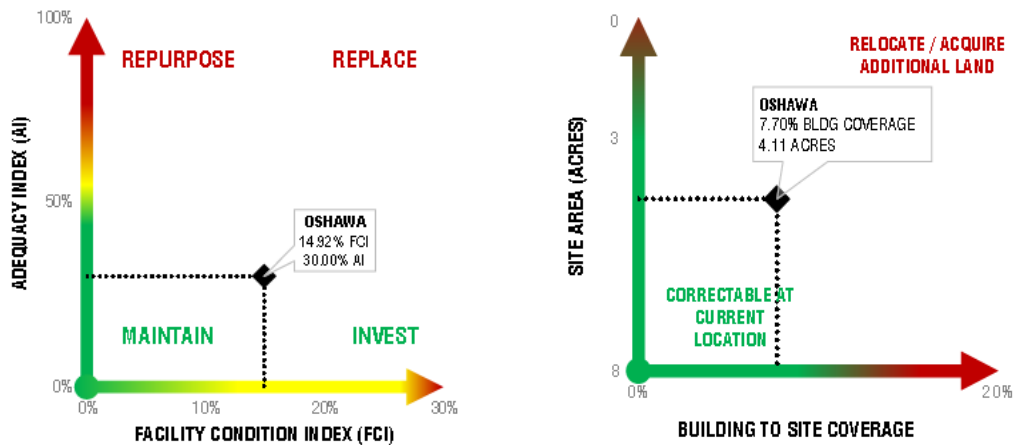 100%
REPURPOSE
REPLACE
ADEQUACY INDEX (AI)
50%
OSHAWA
14.92% FCI
30.00% AI
MAINTAIN
INVEST
0%
0%
10%
20%
30%
FACILITY CONDITION INDEX (FCI)
0
RELOCATE / ACQUIRE
ADDITIONAL LAND
OSHAWA
7.70% BLDG COVERAGE
4.11 ACRES
3
SITE AREA (ACRES)
CORRECTABLE AT
CURRENT
LOCATION
8
0%
20%
BUILDING TO SITE COVERAGE